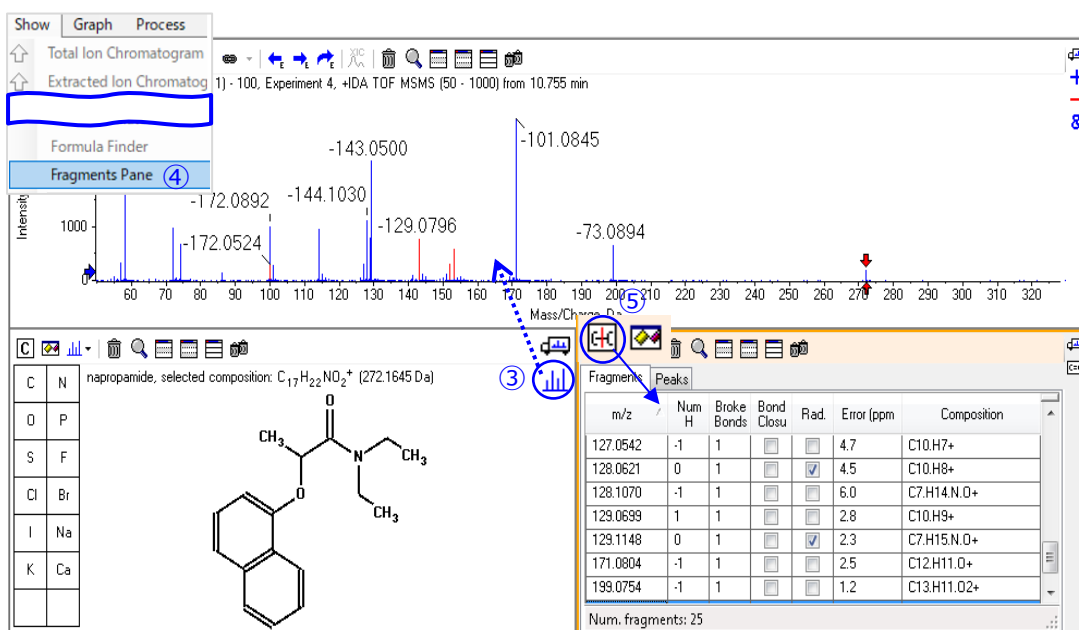 Show Graph Process
Total Ion Chromatogram
Extracted Ion Chromatog
Formula Finder
Fragments Pane ④
XIC
1) - 100, Experiment 4, +IDA TOF MSMS (50 - 1000) from 10.755 min
Intensity
1000
0
-172.0892
-172.0524
-144.1030
-143.0500
-129.0796
-101.0845
-73.0894
60 70 80 90 100 110 120 130 140 150 160 170 180 190 200 210 220 230 240 250 260 270 280 290 300 310 320
Mass/Charge, Da
③
⑤
C
C N
O P
S F
Cl Br
I Na
K Ca
napropamide, selected composition: C17H22NO2+ (272.1645 Da)
O
CH3
N
CH3
O
CH3
Fragments Peaks
m/z Num H Broke Bonds Bond Closu Rad. Error (ppm Composition
127.0542 -1 1 4.7 C10.H7+
128.0621 0 1 4.5 C10.H8+
128.1070 -1 1 6.0 C7.H14.N.O+
129.0699 1 1 2.8 C10.H9+
129.1148 0 1 2.3 C7.H15.N.O+
171.0804 -1 1 2.5 C12.H11.O+
199.0754 -1 1 1.2 C13.H11.O2+
Num. fragments: 25